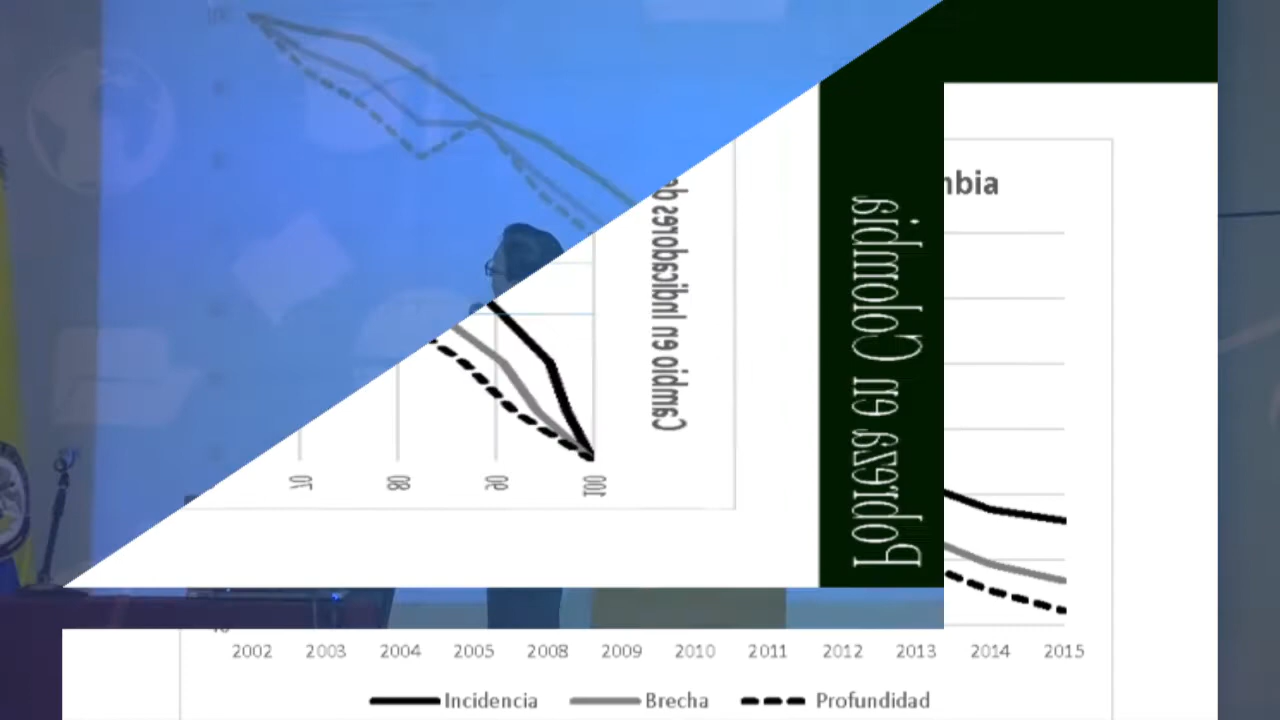 Pobreza en Colombia
Cambio en Indicadores
mbia
100
90
80
70
2002 2003 2004 2005 2008 2009 2010 2011 2012 2013 2014 2015
Incidencia Brecha Profundidad